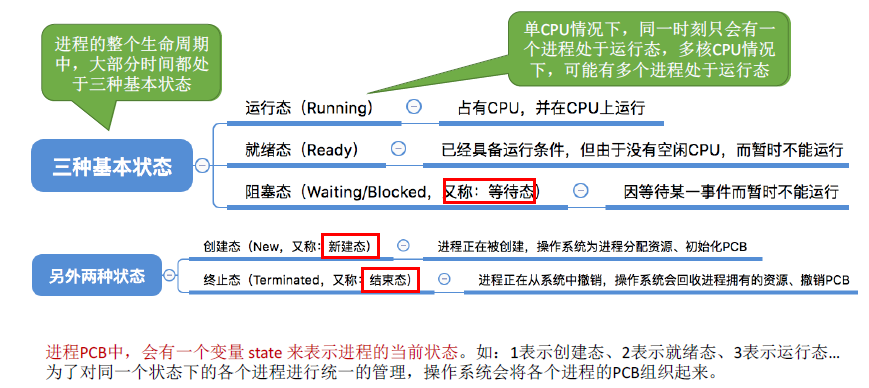 进程的整个生命周期
中，大部分时间都处
于三种基本状态
单CPU情况下，同一时刻只会有一
个进程处于运行态，多核CPU情况
下，可能有多个进程处于运行态
三种基本状态
运行态（Running） 占有CPU，并在CPU上运行
就绪态（Ready） 已经具备运行条件，但由于没有空闲CPU，而暂时不能运行
阻塞态（Waiting/Blocked，又称：等待态） 因等待某一事件而暂时不能运行
另外两种状态
创建态（New，又称：新建态） 进程正在被创建，操作系统为进程分配资源、初始化PCB
终止态（Terminated，又称：结束态） 进程正在从系统中撤销，操作系统会回收进程拥有的资源、撤销PCB
进程PCB中，会有一个变量 state 来表示进程的当前状态。如：1表示创建态、2表示就绪态、3表示运行态…
为了对同一个状态下的各个进程进行统一的管理，操作系统会将各个进程的PCB组织起来。